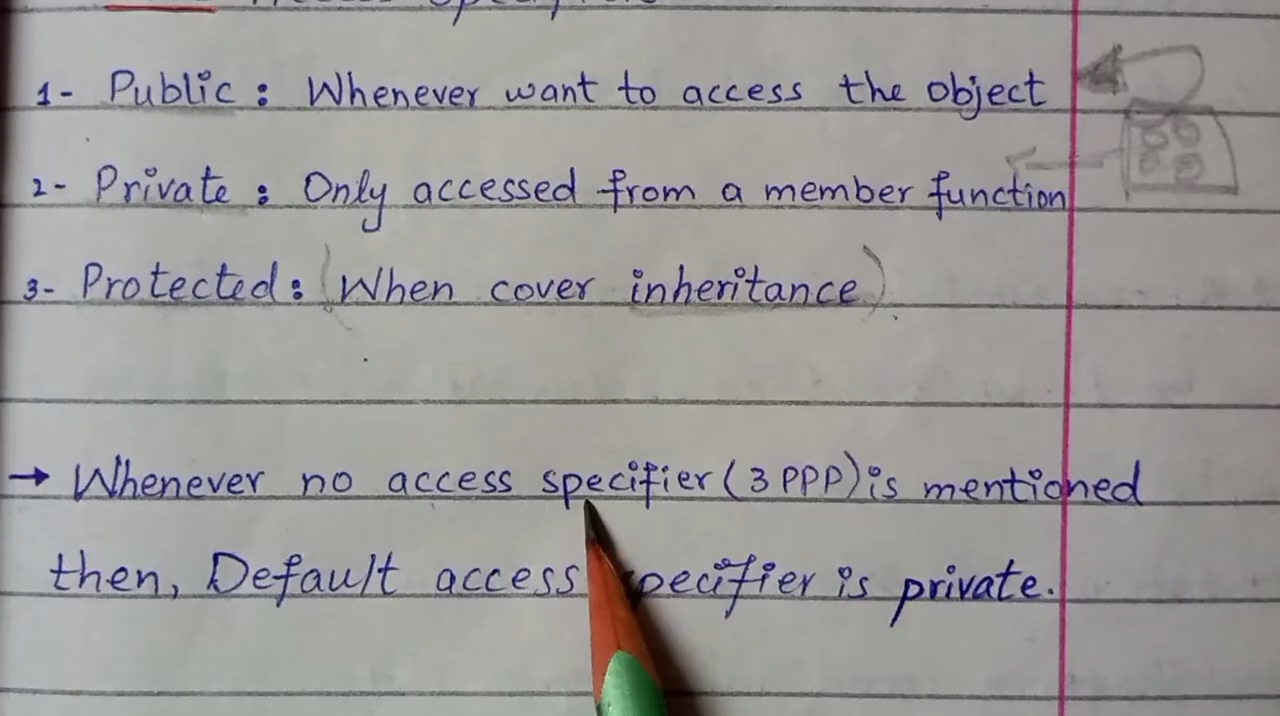 1- Public : Whenever want to access the object
2- Private : Only accessed from a member function
3- Protected : (When cover inheritance)
→ Whenever no access specifier (3 PPP) is mentioned
then, Default access specifier is private.